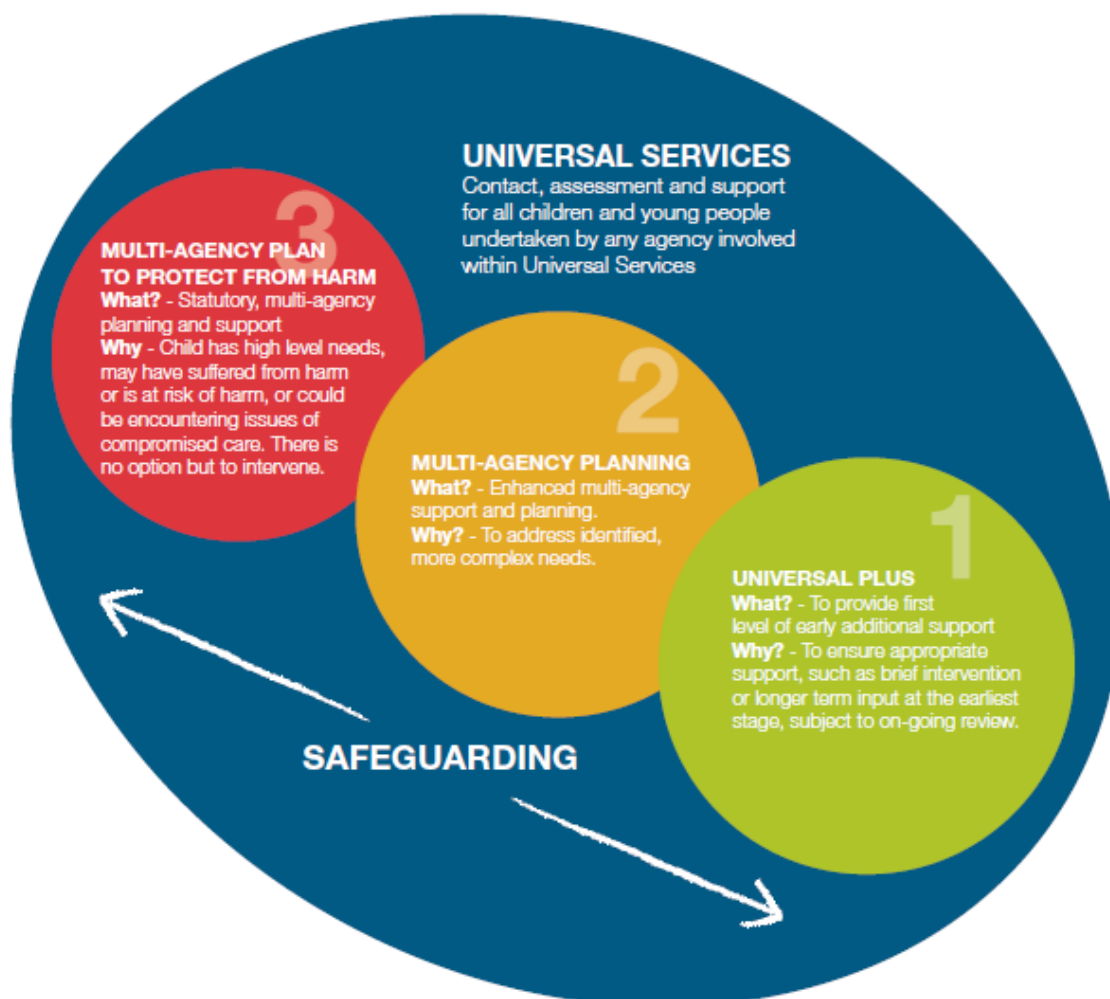 UNIVERSAL SERVICES
Contact, assessment and support
for all children and young people
undertaken by any agency involved
within Universal Services
3
MULTI-AGENCY PLAN
TO PROTECT FROM HARM
What? - Statutory, multi-agency
planning and support
Why - Child has high level needs,
may have suffered from harm
or is at risk of harm, or could
be encountering issues of
compromised care. There is
no option but to intervene.
2
MULTI-AGENCY PLANNING
What? - Enhanced multi-agency
support and planning.
Why? - To address identified,
more complex needs.
1
UNIVERSAL PLUS
What? - To provide first
level of early additional support
Why? - To ensure appropriate
support, such as brief intervention
or longer term input at the earliest
stage, subject to on-going review.
SAFEGUARDING